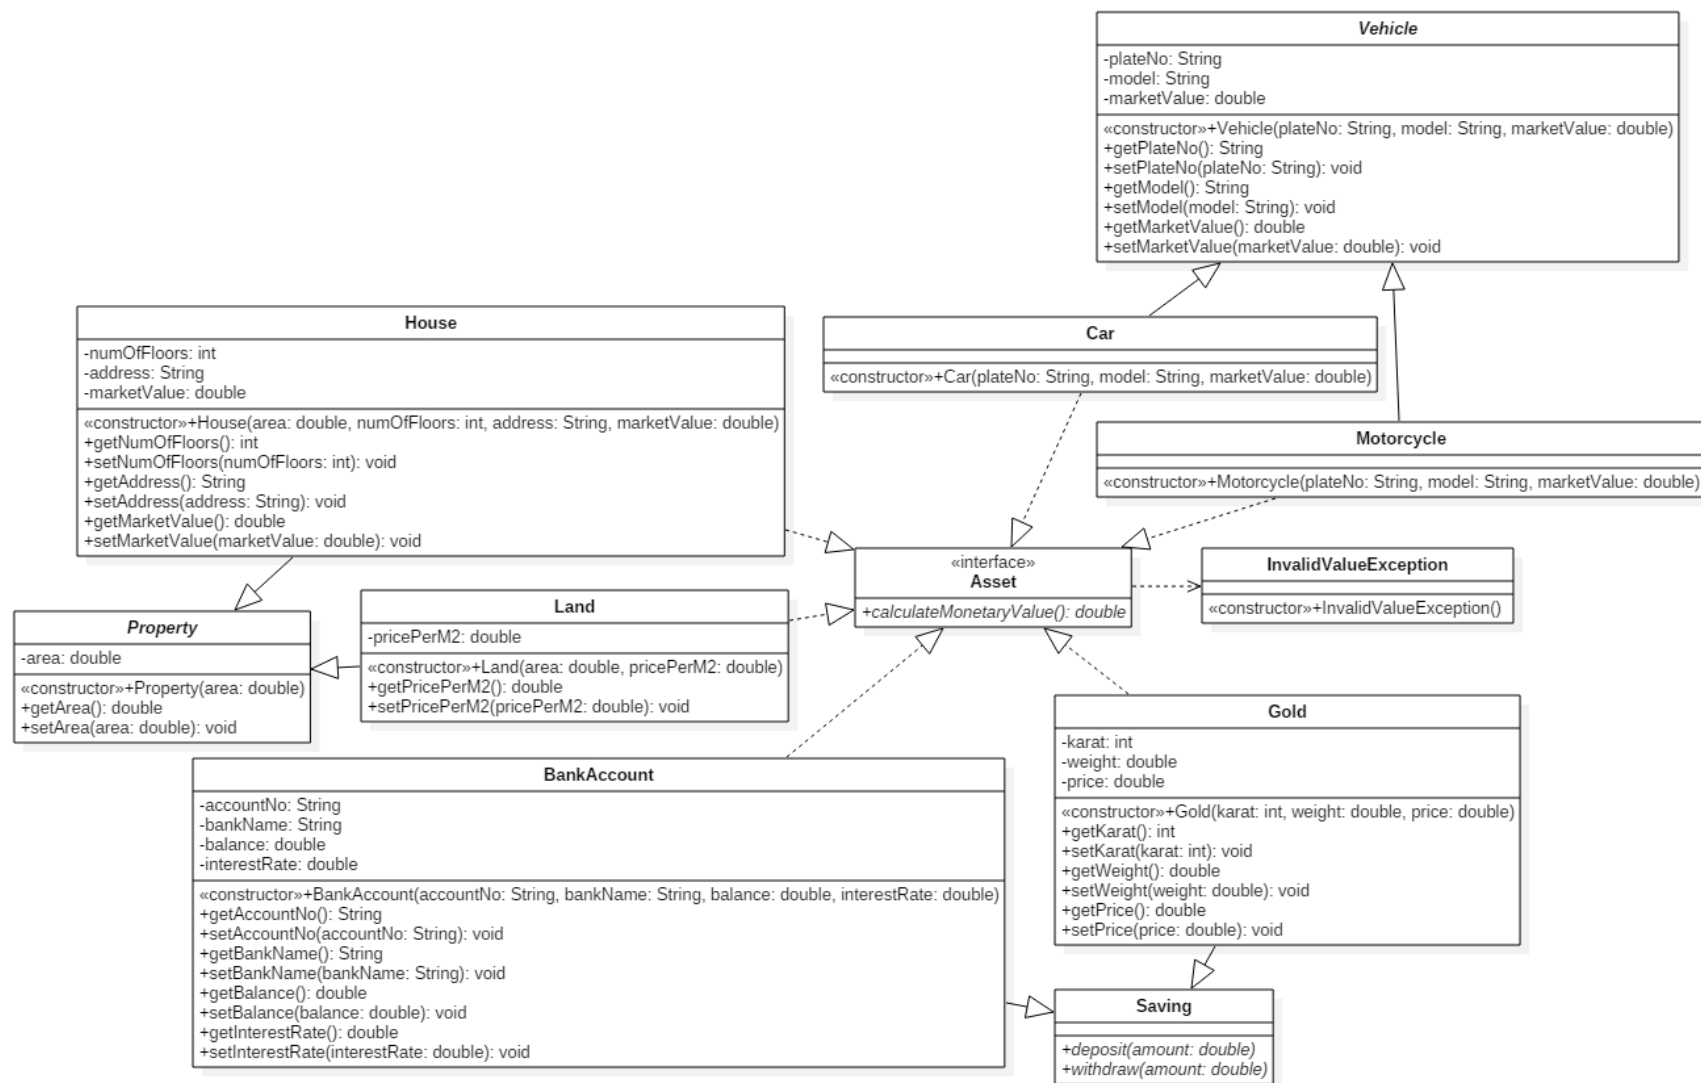 Vehicle
-plateNo: String
-model: String
-marketValue: double
«constructor»+Vehicle(plateNo: String, model: String, marketValue: double)
+getPlateNo(): String
+setPlateNo(plateNo: String): void
+getModel(): String
+setModel(model: String): void
+getMarketValue(): double
+setMarketValue(marketValue: double): void
House
-numOfFloors: int
-address: String
-marketValue: double
«constructor»+House(area: double, numOfFloors: int, address: String, marketValue: double)
+getNumOfFloors(): int
+setNumOfFloors(numOfFloors: int): void
+getAddress(): String
+setAddress(address: String): void
+getMarketValue(): double
+setMarketValue(marketValue: double): void
Car
«constructor»+Car(plateNo: String, model: String, marketValue: double)
Motorcycle
«constructor»+Motorcycle(plateNo: String, model: String, marketValue: double)
«interface»
Asset
+calculateMonetaryValue(): double
InvalidValueException
«constructor»+InvalidValueException()
Property
-area: double
«constructor»+Property(area: double)
+getArea(): double
+setArea(area: double): void
Land
-pricePerM2: double
«constructor»+Land(area: double, pricePerM2: double)
+getPricePerM2(): double
+setPricePerM2(pricePerM2: double): void
BankAccount
-accountNo: String
-bankName: String
-balance: double
-interestRate: double
«constructor»+BankAccount(accountNo: String, bankName: String, balance: double, interestRate: double)
+getAccountNo(): String
+setAccountNo(accountNo: String): void
+getBankName(): String
+setBankName(bankName: String): void
+getBalance(): double
+setBalance(balance: double): void
+getInterestRate(): double
+setInterestRate(interestRate: double): void
Gold
-karat: int
-weight: double
-price: double
«constructor»+Gold(karat: int, weight: double, price: double)
+getKarat(): int
+setKarat(karat: int): void
+getWeight(): double
+setWeight(weight: double): void
+getPrice(): double
+setPrice(price: double): void
Saving
+deposit(amount: double)
+withdraw(amount: double)